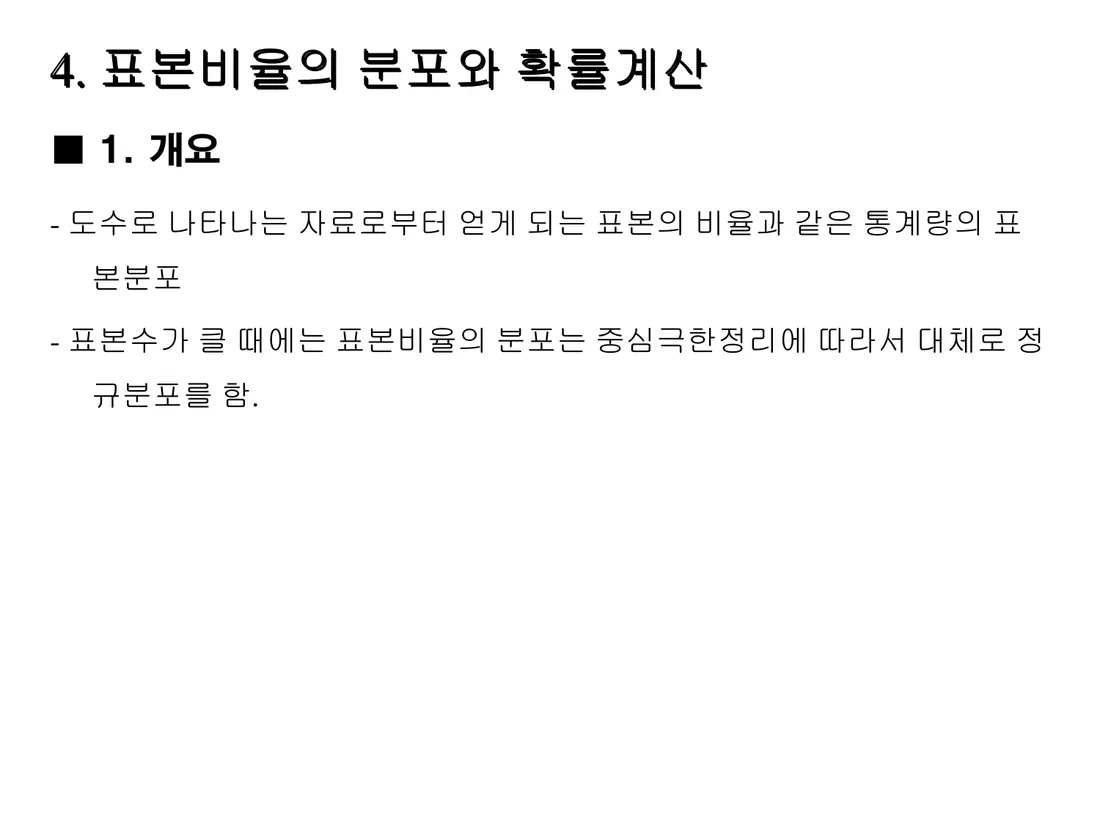 4. 표본비율의 분포와 확률계산
■ 1. 개요
- 도수로 나타나는 자료로부터 얻게 되는 표본의 비율과 같은 통계량의 표
본분포
- 표본수가 클 때에는 표본비율의 분포는 중심극한정리에 따라서 대체로 정
규분포를 함.